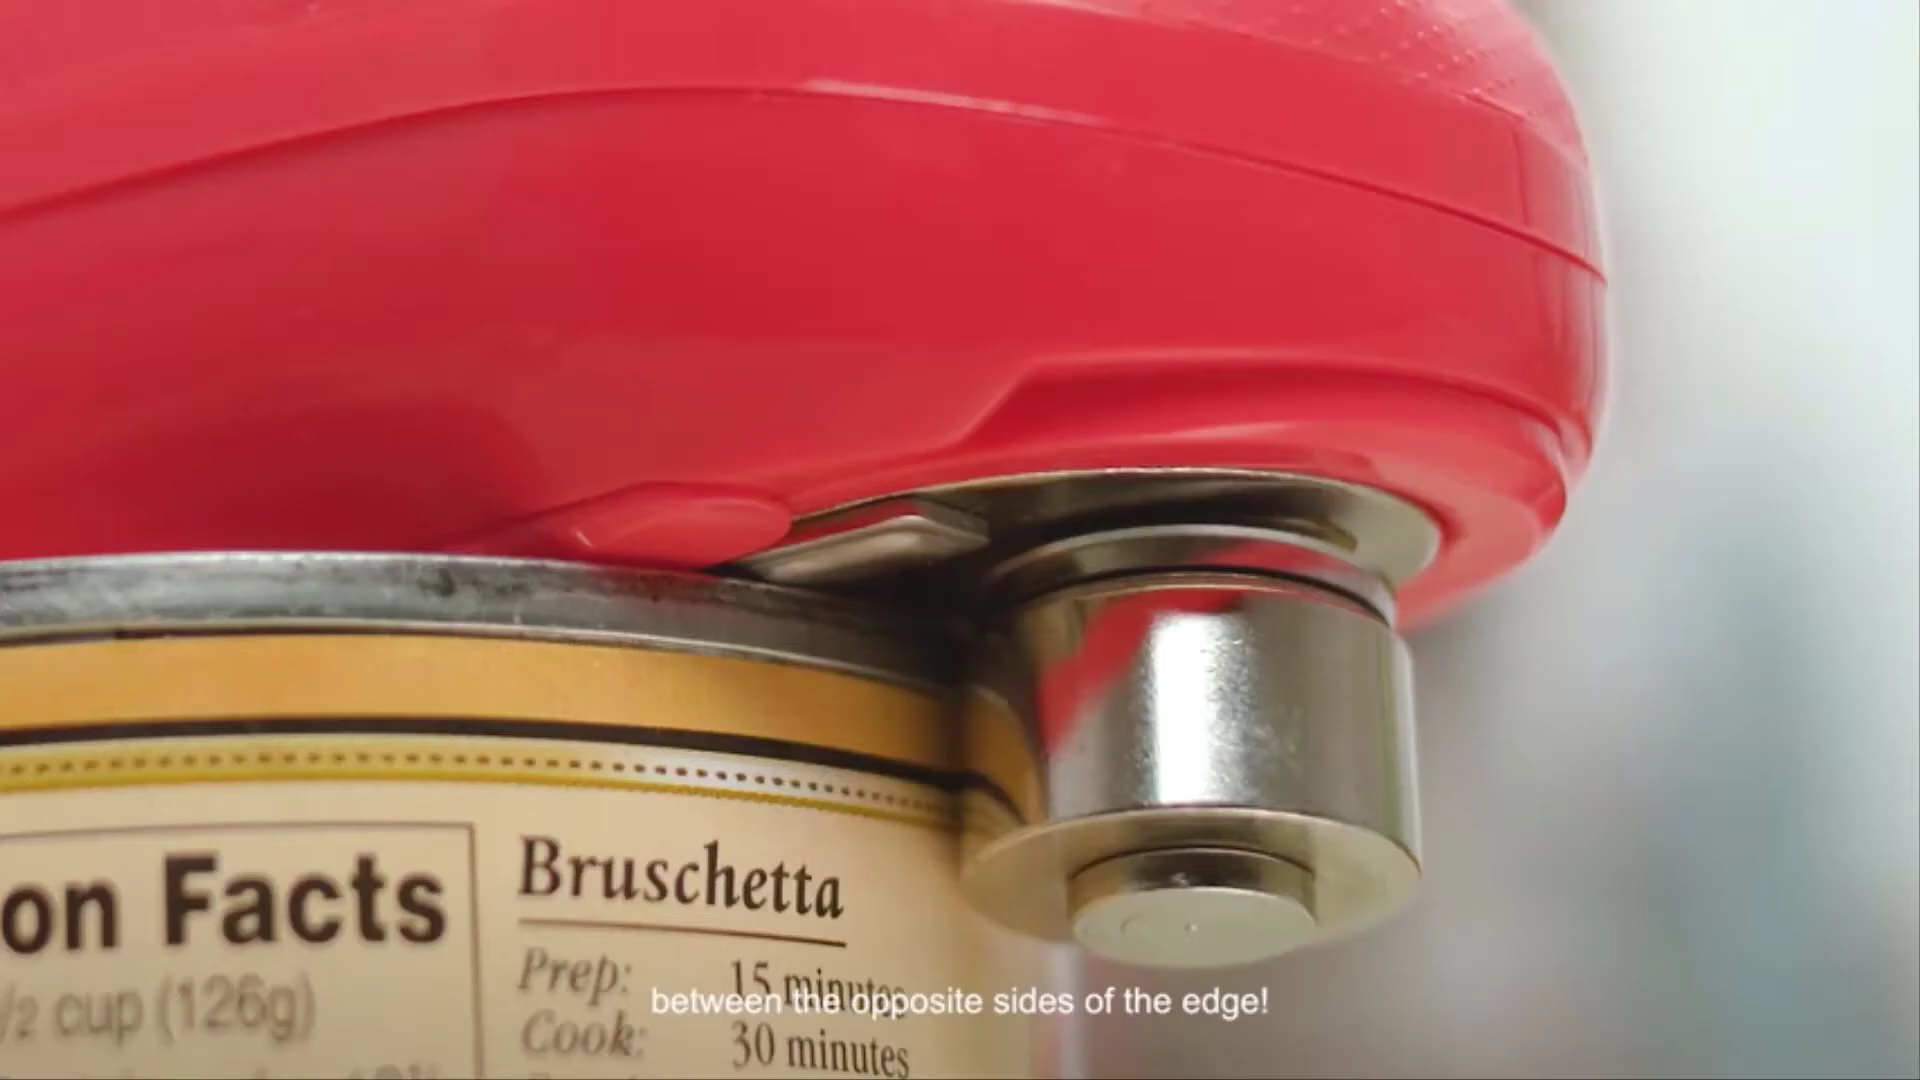 on Facts
1/2 cup (126g)
Bruschetta
Prep: 15 minutes
Cook: 30 minutes
between the opposite sides of the edge!